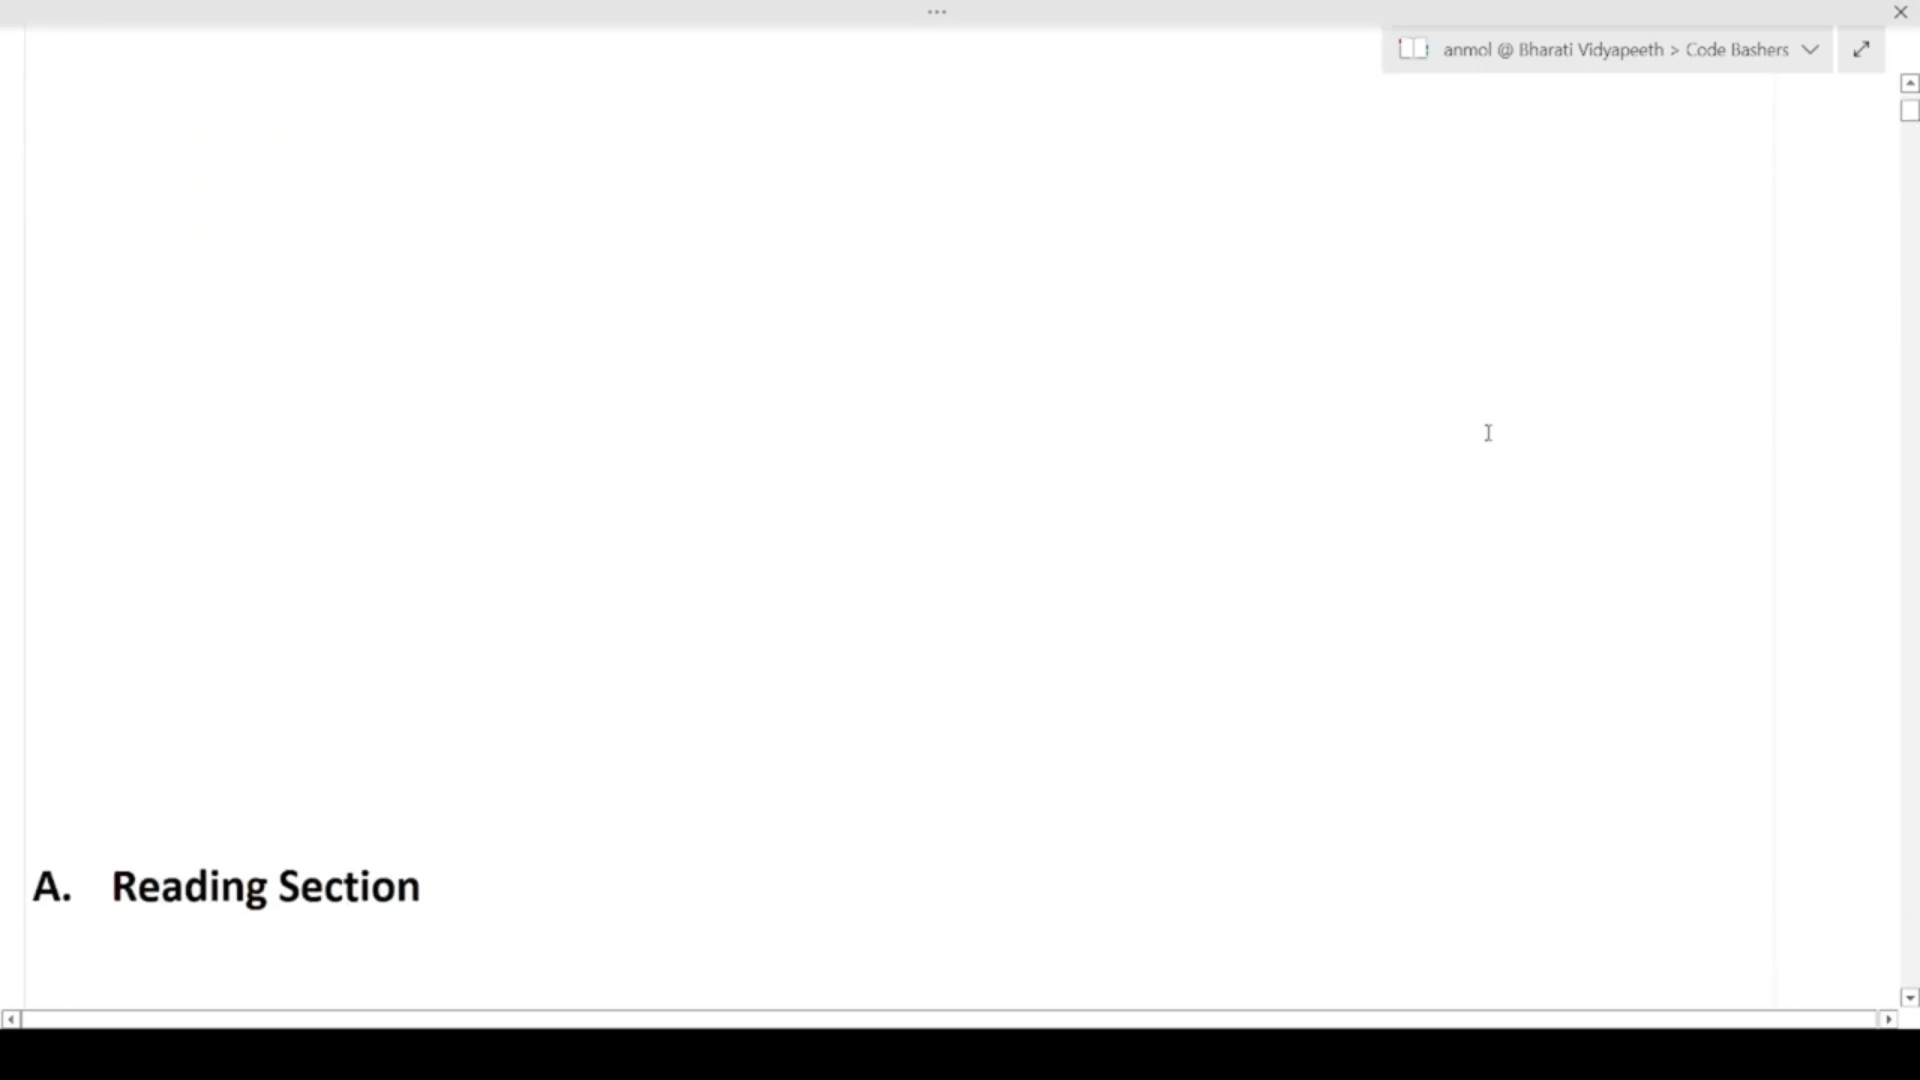 anmol @ Bharati Vidyapeeth > Code Bashers
A. Reading Section